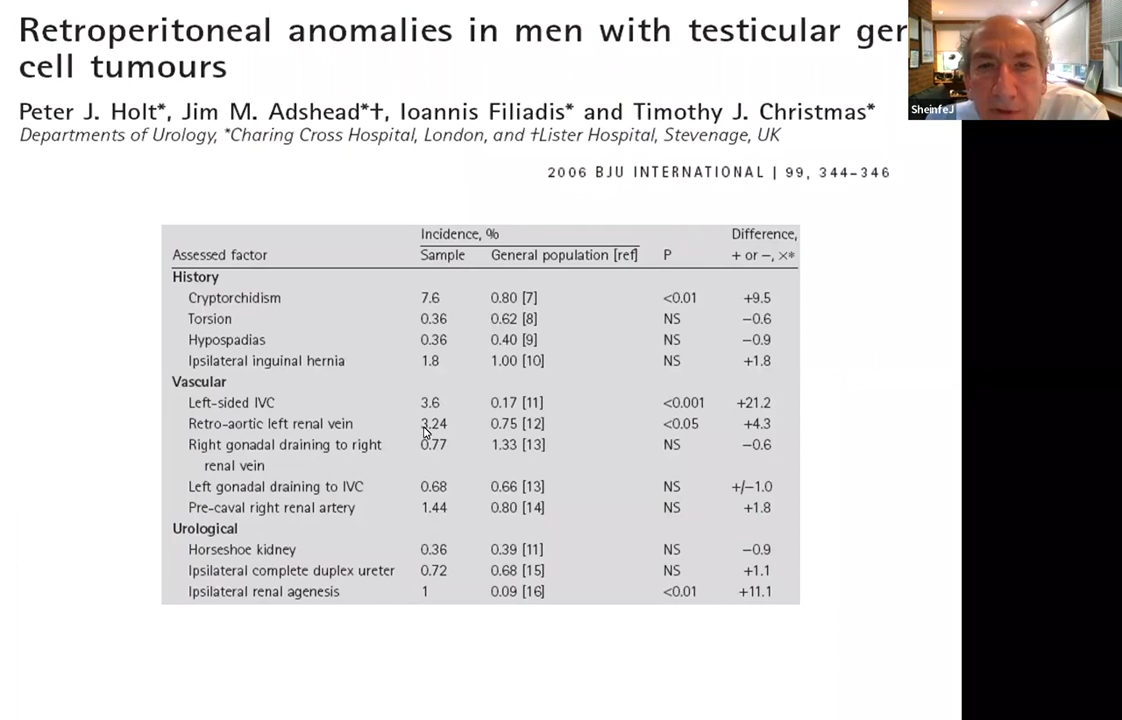 Retroperitoneal anomalies in men with testicular ger
cell tumours
SheinfeJ
Peter J. Holt*, Jim M. Adshead*†, Ioannis Filiadis* and Timothy J. Christmas*
Departments of Urology, *Charing Cross Hospital, London, and †Lister Hospital, Stevenage, UK
2006 BJU INTERNATIONAL | 99, 344–346
Incidence, % Difference,
Assessed factor Sample General population [ref] P + or –, ×*
History
Cryptorchidism 7.6 0.80 [7] <0.01 +9.5
Torsion 0.36 0.62 [8] NS –0.6
Hypospadias 0.36 0.40 [9] NS –0.9
Ipsilateral inguinal hernia 1.8 1.00 [10] NS +1.8
Vascular
Left-sided IVC 3.6 0.17 [11] <0.001 +21.2
Retro-aortic left renal vein 3.24 0.75 [12] <0.05 +4.3
Right gonadal draining to right 0.77 1.33 [13] NS –0.6
renal vein
Left gonadal draining to IVC 0.68 0.66 [13] NS +/–1.0
Pre-caval right renal artery 1.44 0.80 [14] NS +1.8
Urological
Horseshoe kidney 0.36 0.39 [11] NS –0.9
Ipsilateral complete duplex ureter 0.72 0.68 [15] NS +1.1
Ipsilateral renal agenesis 1 0.09 [16] <0.01 +11.1